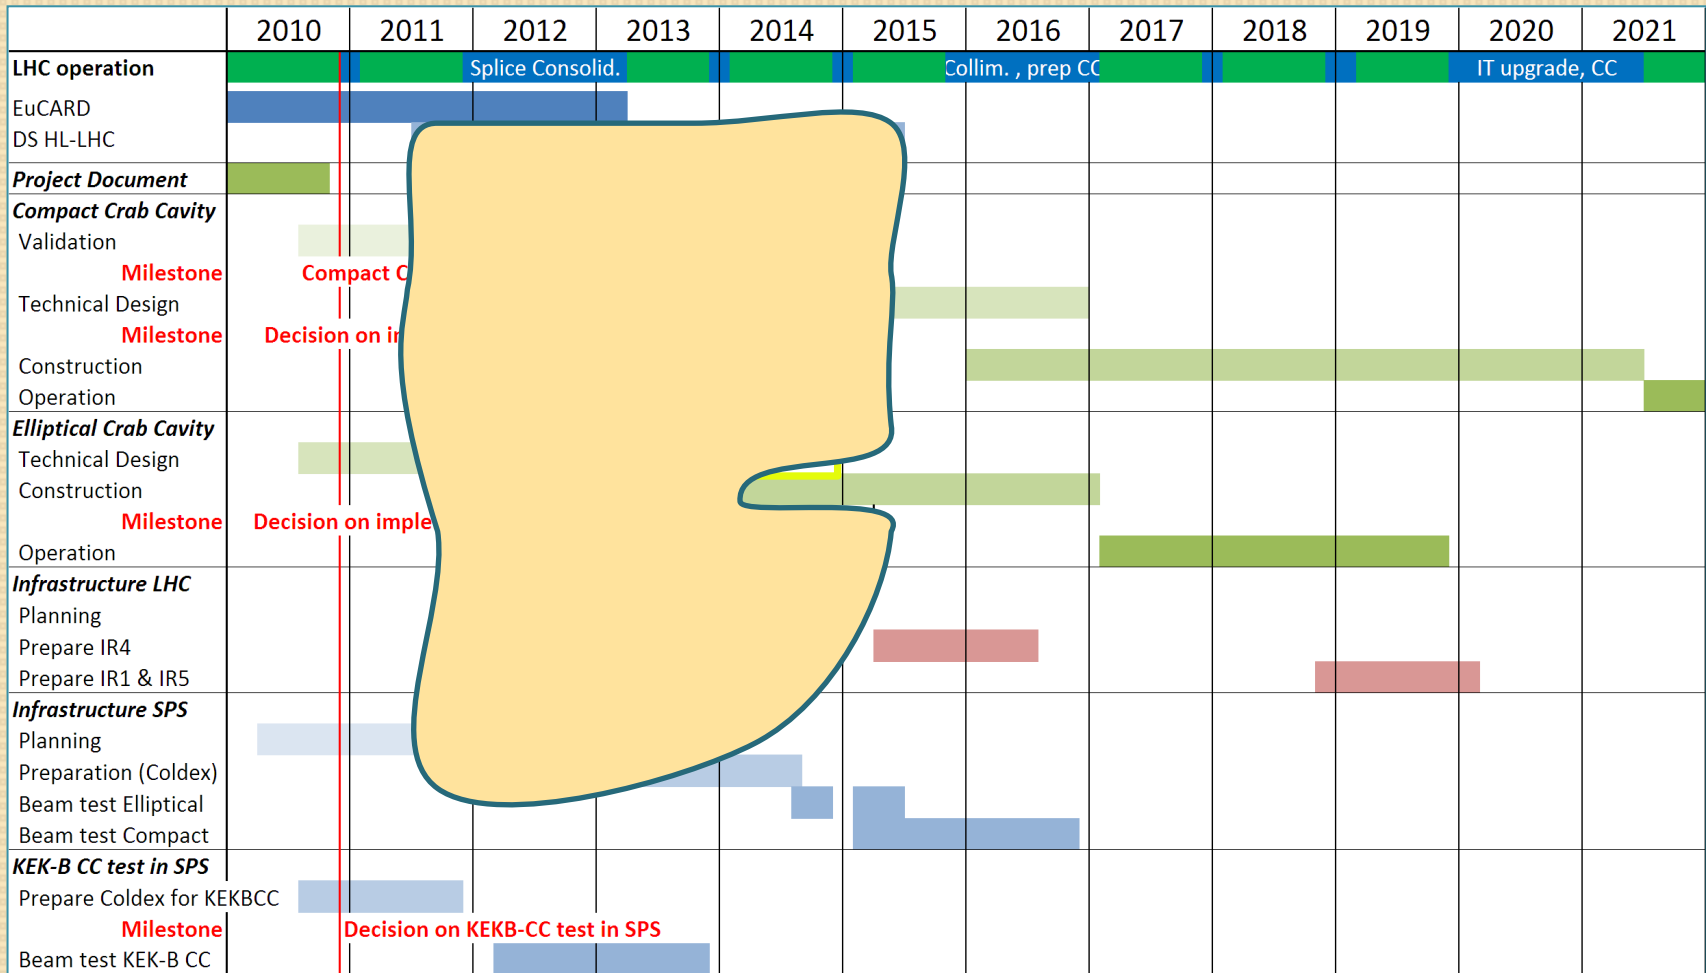 2010 2011 2012 2013 2014 2015 2016 2017 2018 2019 2020 2021
LHC operation Splice Consolid. Collim. , prep CC IT upgrade, CC
EuCARD
DS HL-LHC
Project Document
Compact Crab Cavity
Validation
Milestone Compact C
Technical Design
Milestone Decision on
Construction
Operation
Elliptical Crab Cavity
Technical Design
Construction
Milestone Decision on imple
Operation
Infrastructure LHC
Planning
Prepare IR4
Prepare IR1 & IR5
Infrastructure SPS
Planning
Preparation (Coldex)
Beam test Elliptical
Beam test Compact
KEK-B CC test in SPS
Prepare Coldex for KEKBCC
Milestone Decision on KEKB-CC test in SPS
Beam test KEK-B CC